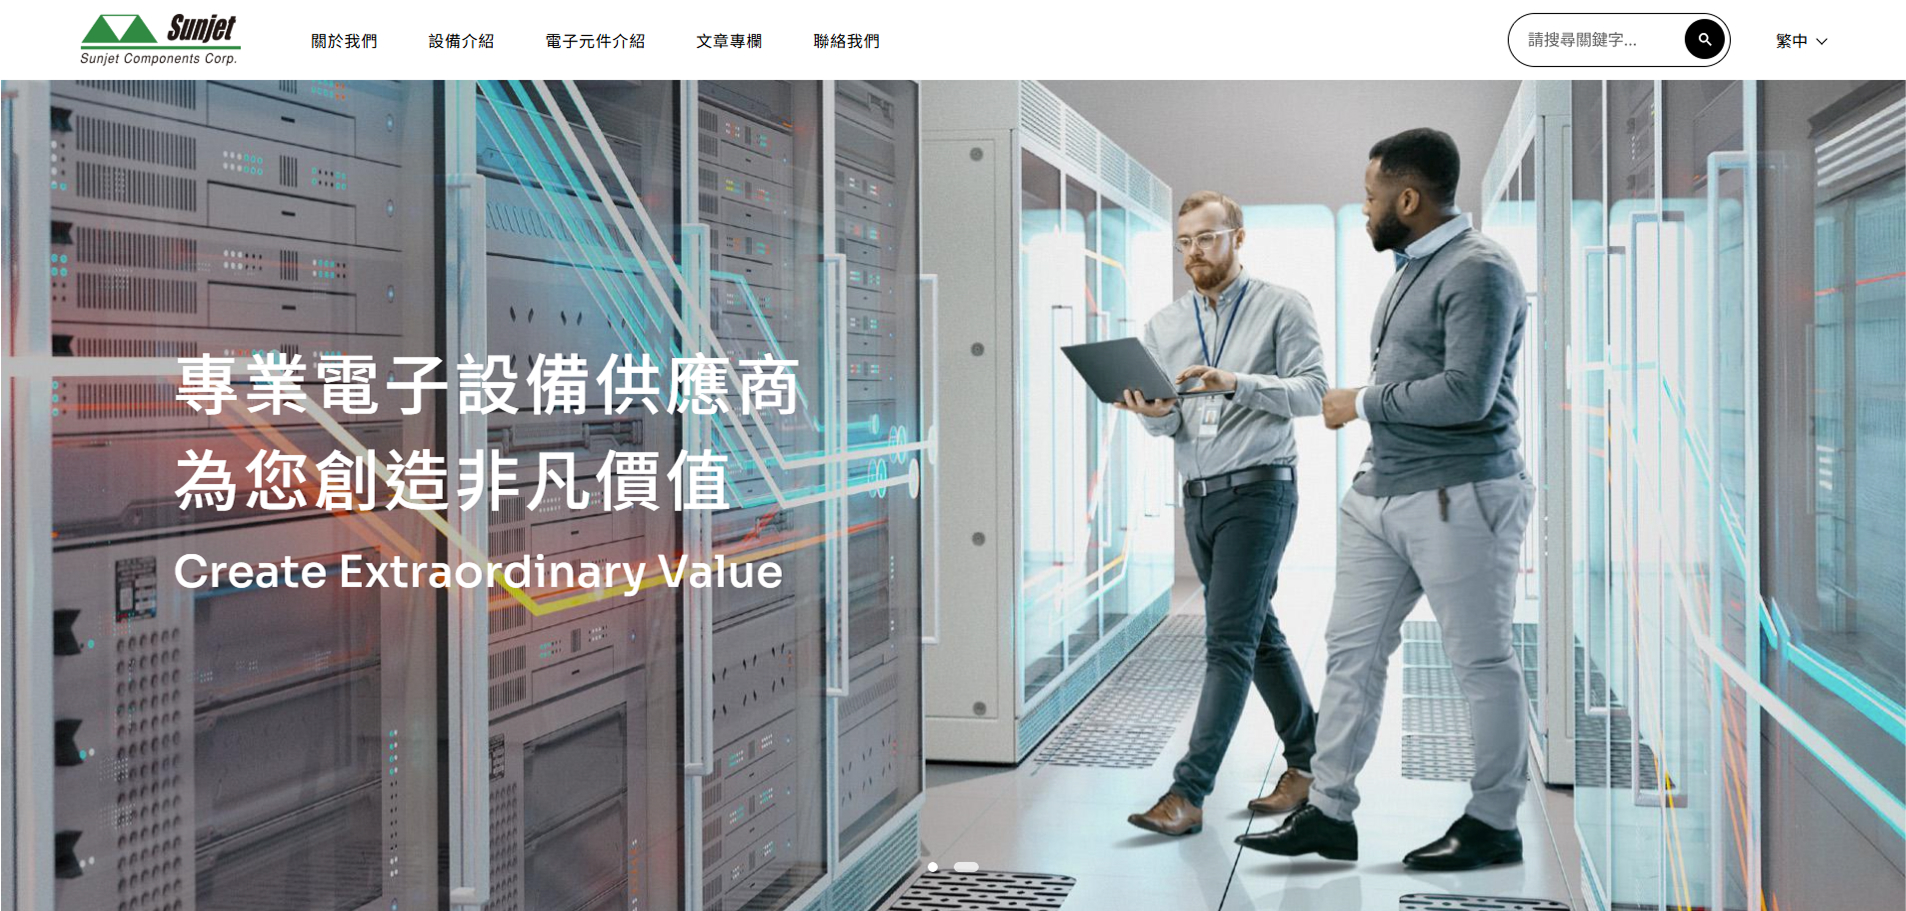 Sunjet
Sunjet Components Corp.
關於我們
設備介紹
電子元件介紹
文章專欄
聯絡我們
請搜尋關鍵字...
繁中
專業電子設備供應商
為您創造非凡價值
Create Extraordinary Value